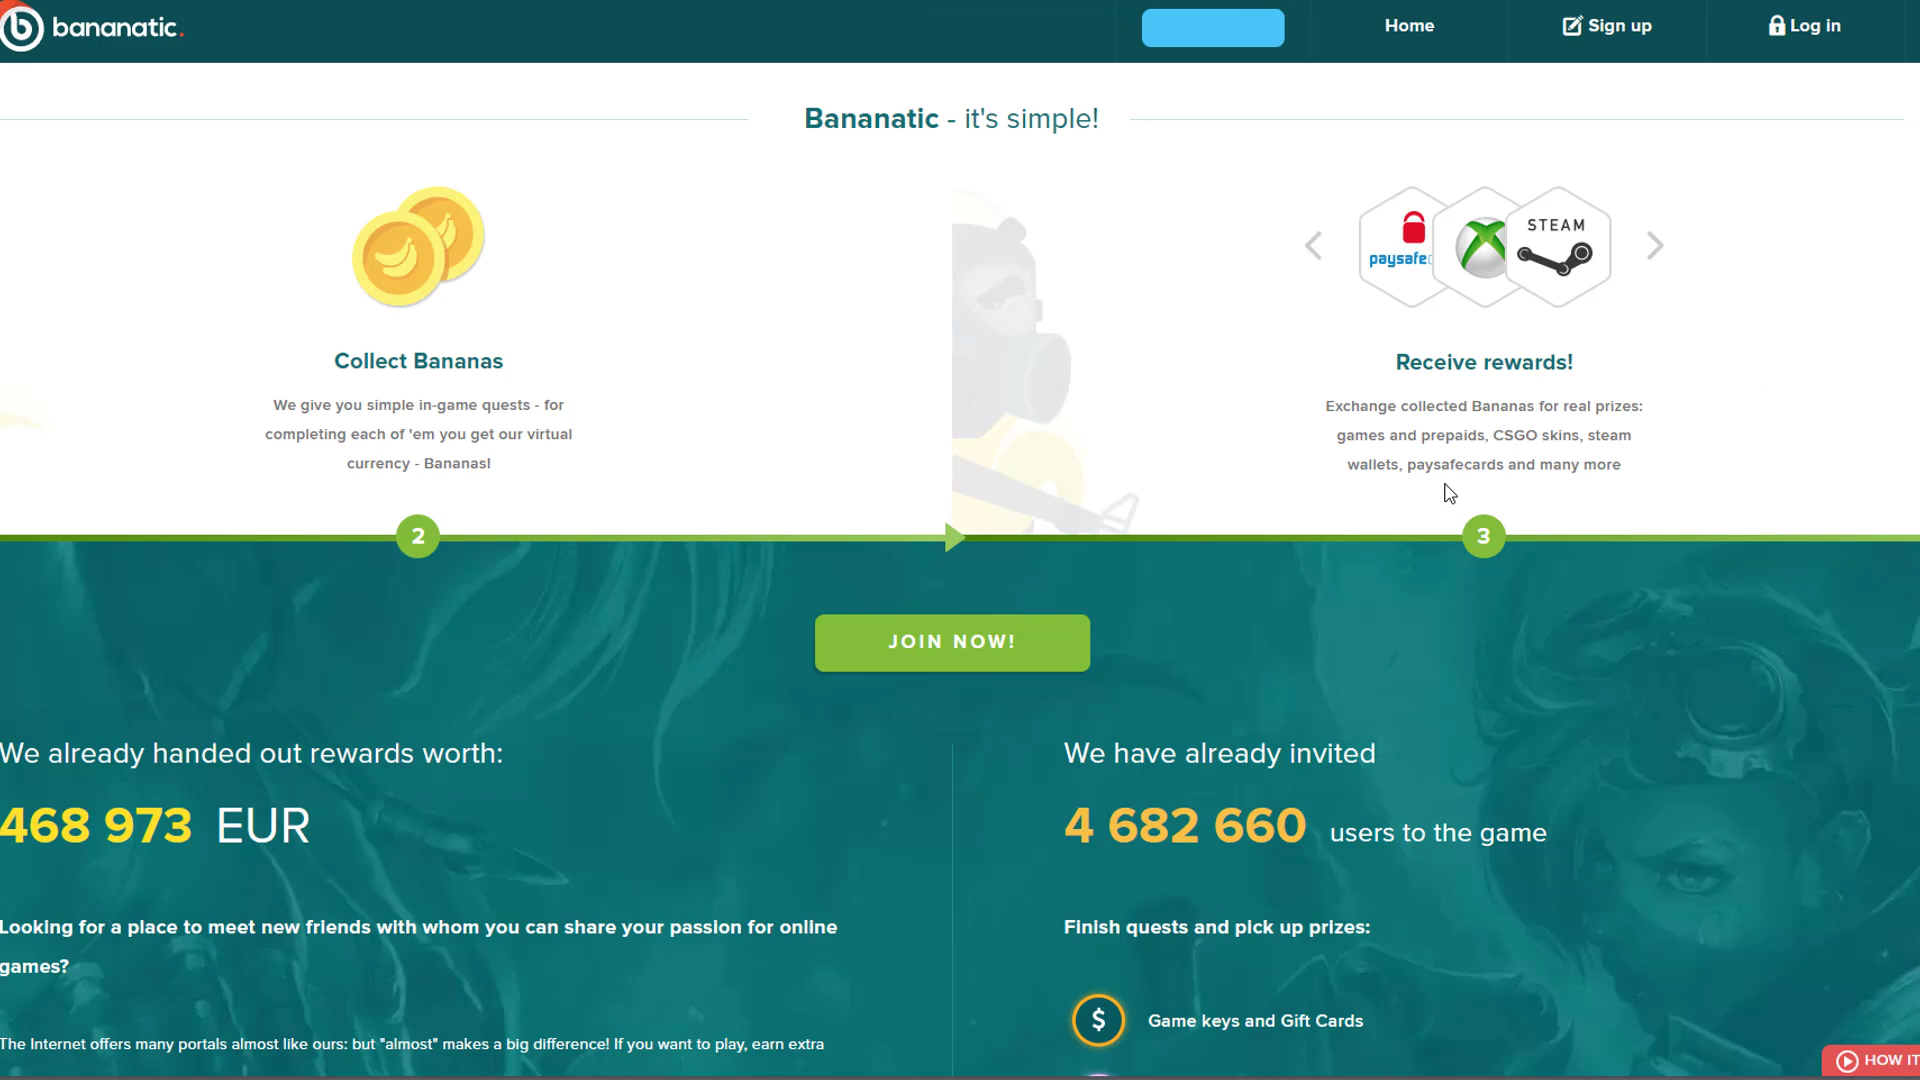 bananatic.
Home
Sign up
Log in
Bananatic - it's simple!
STEAM
paysafe
Collect Bananas
Receive rewards!
We give you simple in-game quests - for
completing each of 'em you get our virtual
currency - Bananas!
Exchange collected Bananas for real prizes:
games and prepaids, CSGO skins, steam
wallets, paysafecards and many more
2
3
JOIN NOW!
We already handed out rewards worth:
468 973 EUR
We have already invited
4 682 660 users to the game
Looking for a place to meet new friends with whom you can share your passion for online
games?
Finish quests and pick up prizes:
$
Game keys and Gift Cards
The Internet offers many portals almost like ours: but "almost" makes a big difference! If you want to play, earn extra
HOW IT